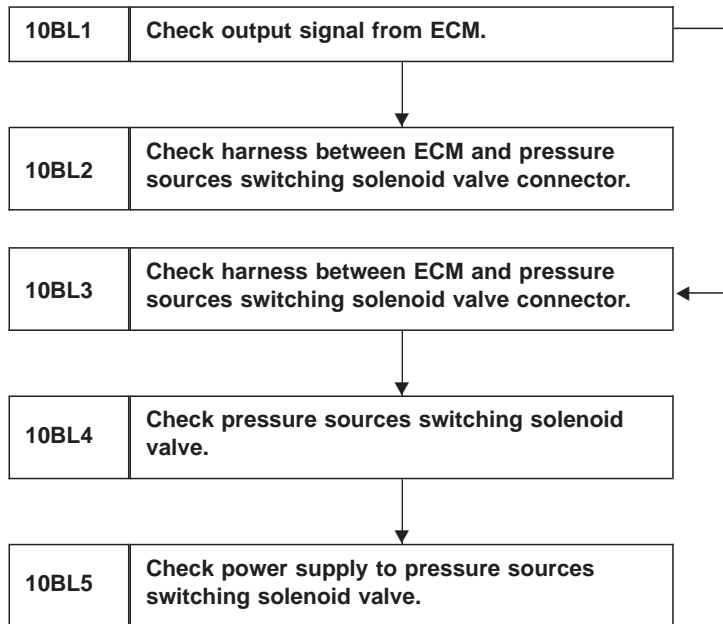 10BL1 Check output signal from ECM.
10BL2 Check harness between ECM and pressure
sources switching solenoid valve connector.
10BL3 Check harness between ECM and pressure
sources switching solenoid valve connector.
10BL4 Check pressure sources switching solenoid
valve.
10BL5 Check power supply to pressure sources
switching solenoid valve.